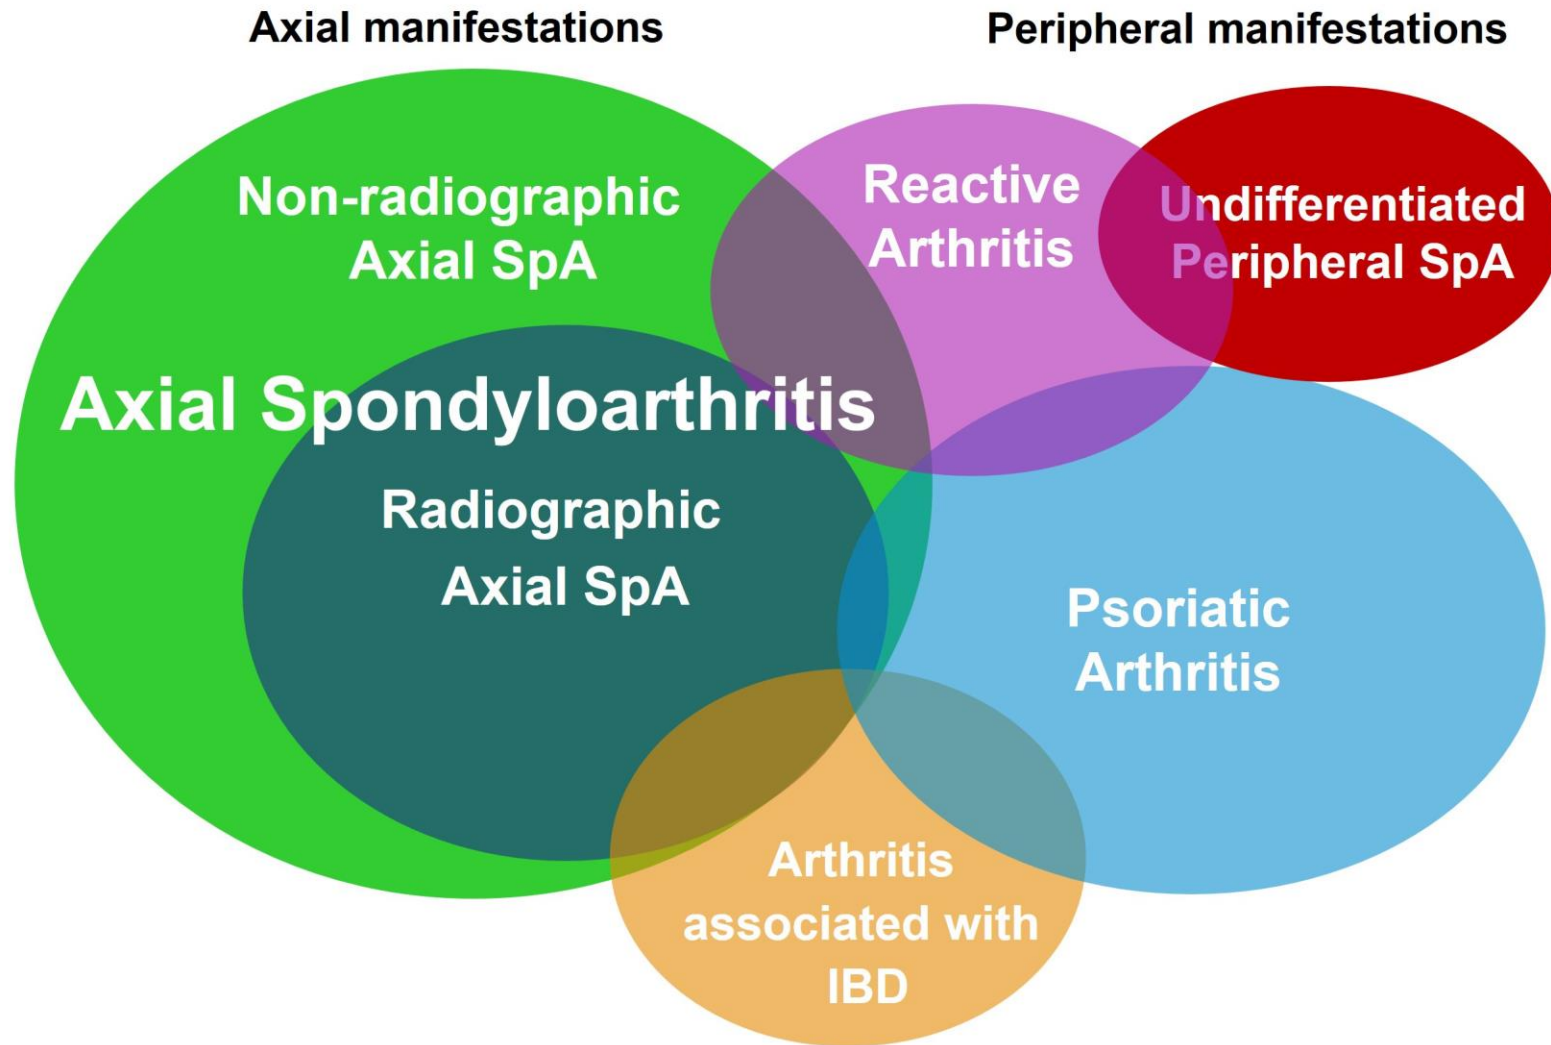 Axial manifestations
Peripheral manifestations
Non-radiographic
Axial SpA
Reactive
Arthritis
Undifferentiated
Peripheral SpA
Axial Spondyloarthritis
Radiographic
Axial SpA
Psoriatic
Arthritis
Arthritis
associated with
IBD